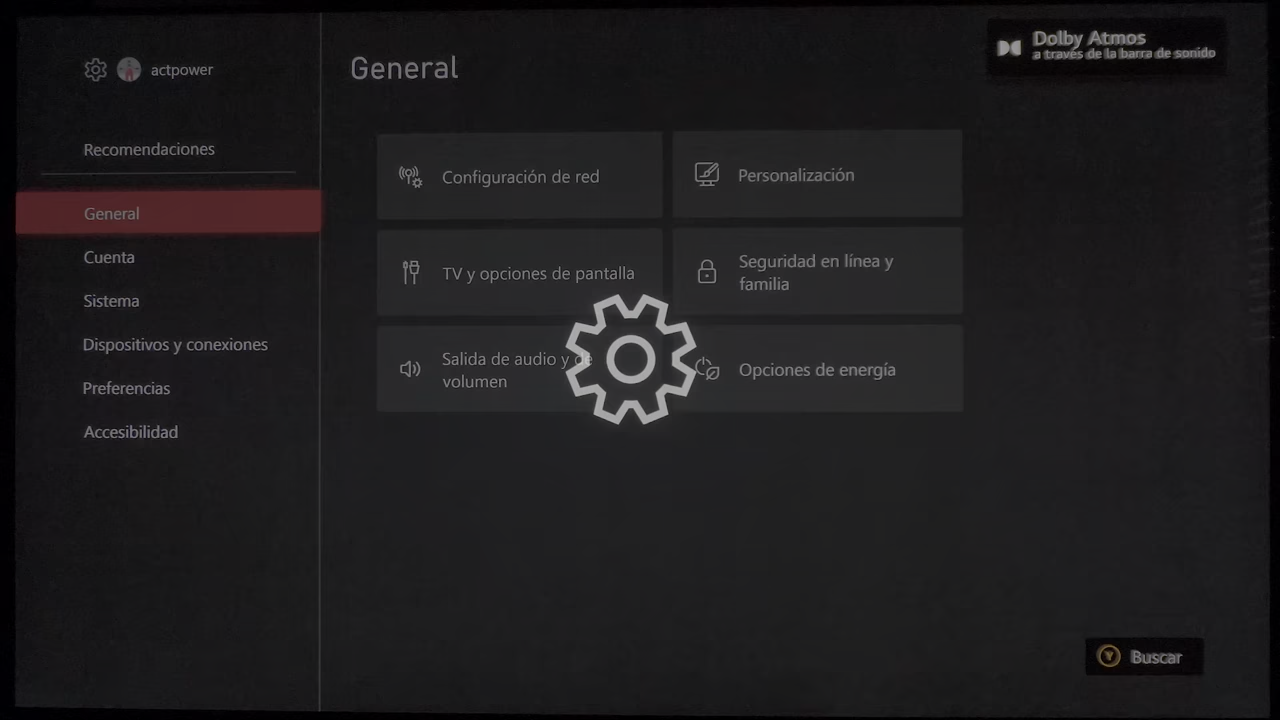 actpower
Recomendaciones
General
Cuenta
Sistema
Dispositivos y conexiones
Preferencias
Accesibilidad
General
Dolby Atmos
a través de la barra de sonido
Configuración de red
Personalización
TV y opciones de pantalla
Seguridad en línea y
familia
Salida de audio y de
volumen
Opciones de energía
Y Buscar